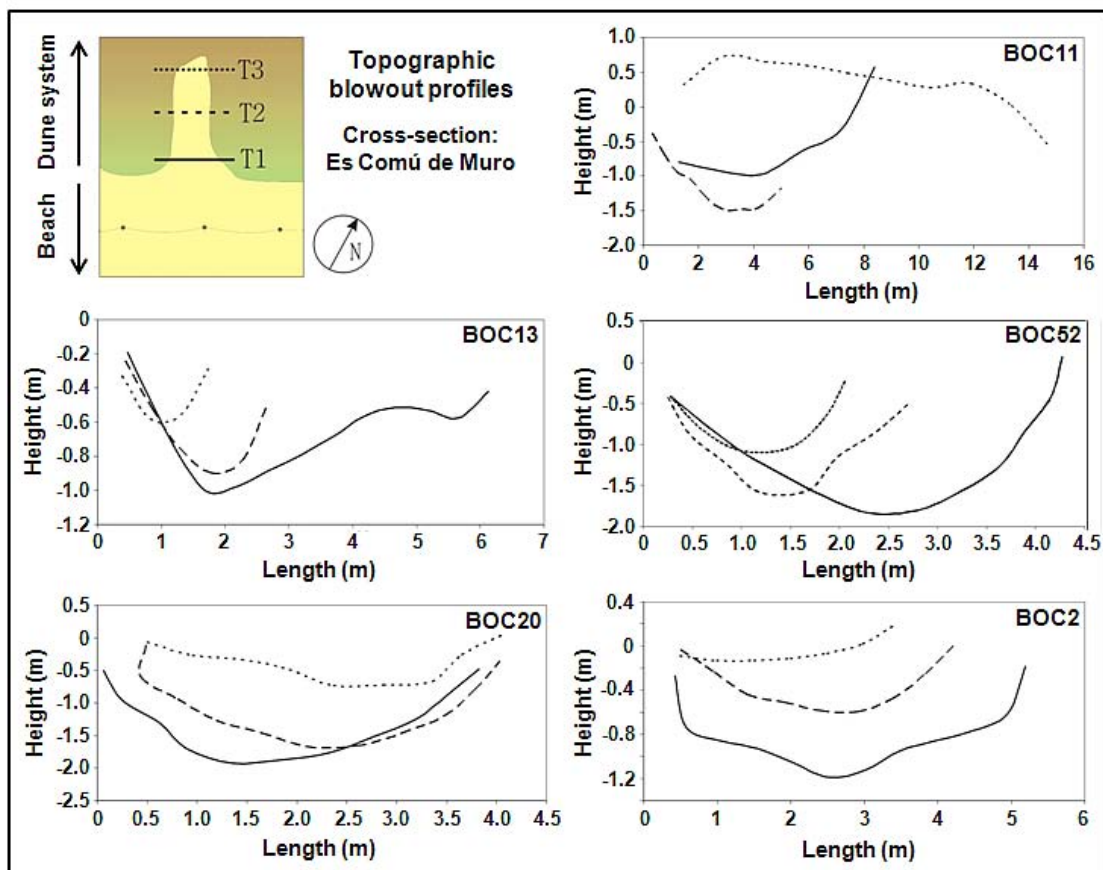 Dune system
Beach
T3
T2
T1
N
Topographic
blowout profiles
Cross-section:
Es Comú de Muro
BOC11
Height (m)
1.0
0.5
0
-0.5
-1.0
-1.5
-2.0
0 2 4 6 8 10 12 14 16
Length (m)
BOC13
Height (m)
0
-0.2
-0.4
-0.6
-0.8
-1.0
-1.2
0 1 2 3 4 5 6 7
Length (m)
BOC52
Height (m)
0.5
0
-0.5
-1.0
-1.5
-2.0
0 0.5 1.0 1.5 2.0 2.5 3.0 3.5 4.0 4.5
Length (m)
BOC20
Height (m)
0.5
0
-0.5
-1.0
-1.5
-2.0
-2.5
0 0.5 1.0 1.5 2.0 2.5 3.0 3.5 4.0 4.5
Length (m)
BOC2
Height (m)
0.4
0
-0.4
-0.8
-1.2
0 1 2 3 4 5 6
Length (m)